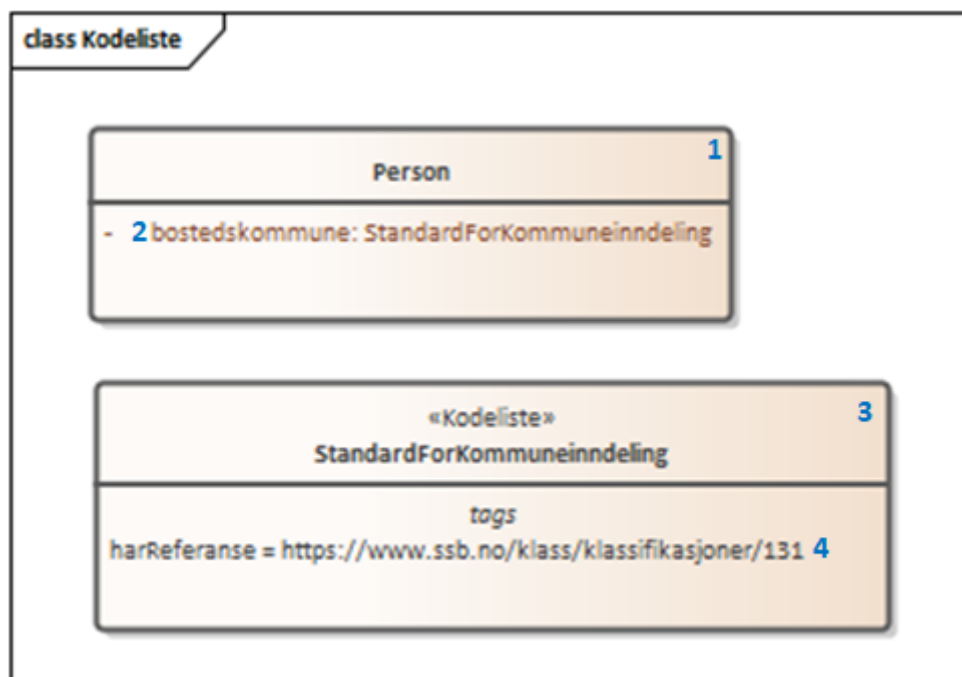 class Kodeliste
1
Person
- 2 bostedskommune: StandardForKommuneinndeling
3
«Kodeliste»
StandardForKommuneinndeling
tags
harReferanse = https://www.ssb.no/klass/klassifikasjoner/131 4